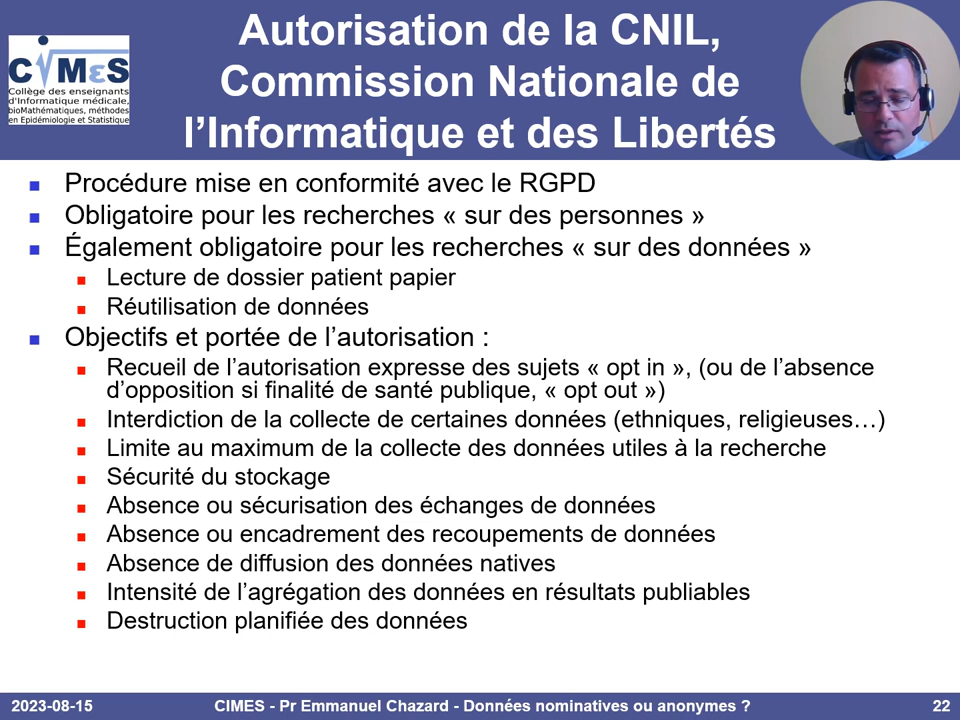 Autorisation de la CNIL,
Commission Nationale de
l’Informatique et des Libertés
CIMεS
Collège des enseignants
d'Informatique médicale,
bioMathématiques, méthodes
en Epidémiologie et Statistique
Procédure mise en conformité avec le RGPD
Obligatoire pour les recherches « sur des personnes »
Également obligatoire pour les recherches « sur des données »
Lecture de dossier patient papier
Réutilisation de données
Objectifs et portée de l’autorisation :
Recueil de l’autorisation expresse des sujets « opt in », (ou de l’absence
d’opposition si finalité de santé publique, « opt out »)
Interdiction de la collecte de certaines données (ethniques, religieuses…)
Limite au maximum de la collecte des données utiles à la recherche
Sécurité du stockage
Absence ou sécurisation des échanges de données
Absence ou encadrement des recoupements de données
Absence de diffusion des données natives
Intensité de l’agrégation des données en résultats publiables
Destruction planifiée des données
2023-08-15
CIMES - Pr Emmanuel Chazard - Données nominatives ou anonymes ?
22